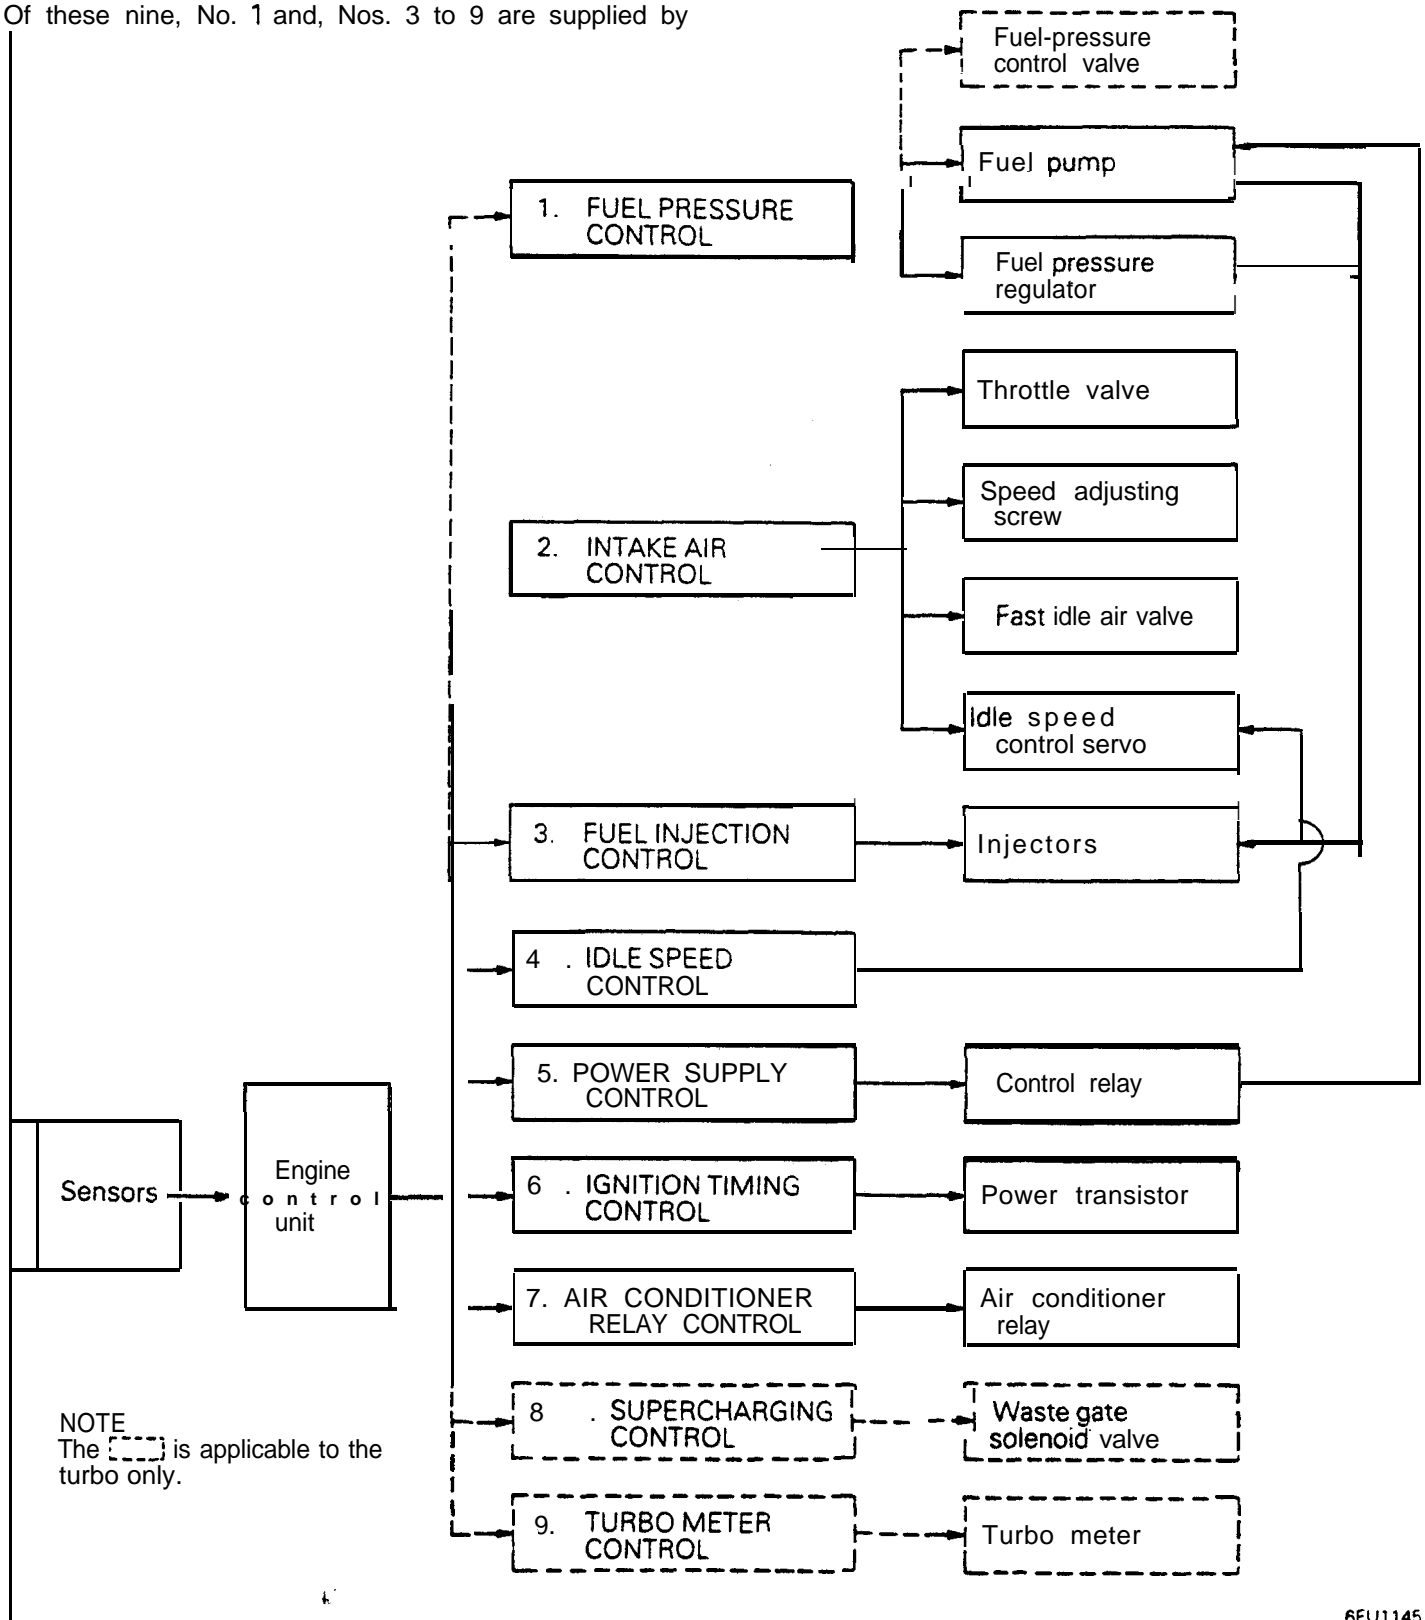 Of these nine, No. 1 and, Nos. 3 to 9 are supplied by
Fuel-pressure
control valve
Fuel pump
1. FUEL PRESSURE
CONTROL
Fuel pressure
regulator
Throttle valve
Speed adjusting
screw
2. INTAKE AIR
CONTROL
Fast idle air valve
Idle speed
control servo
3. FUEL INJECTION
CONTROL
Injectors
4 . IDLE SPEED
CONTROL
5. POWER SUPPLY
CONTROL
Control relay
Sensors
Engine
control
unit
6 . IGNITION TIMING
CONTROL
Power transistor
7. AIR CONDITIONER
RELAY CONTROL
Air conditioner
relay
8 . SUPERCHARGING
CONTROL
Waste gate
solenoid valve
NOTE
The is applicable to the
turbo only.
9. TURBO METER
CONTROL
Turbo meter
6FU1145